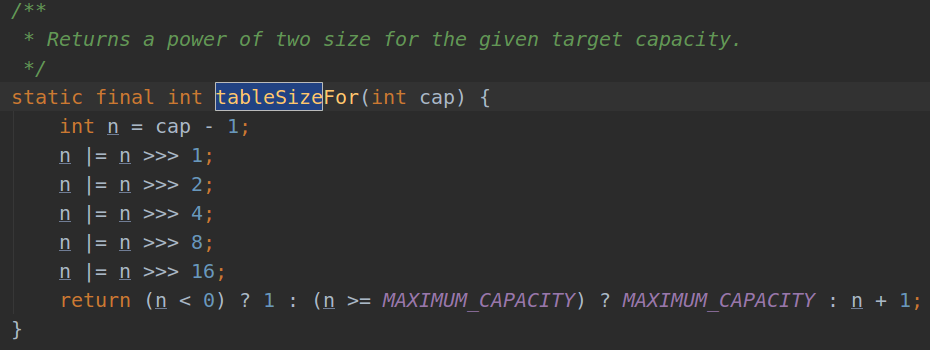 /**
 * Returns a power of two size for the given target capacity.
 */
static final int tableSizeFor(int cap) {
    int n = cap - 1;
    n |= n >>> 1;
    n |= n >>> 2;
    n |= n >>> 4;
    n |= n >>> 8;
    n |= n >>> 16;
    return (n < 0) ? 1 : (n >= MAXIMUM_CAPACITY) ? MAXIMUM_CAPACITY : n + 1;
}